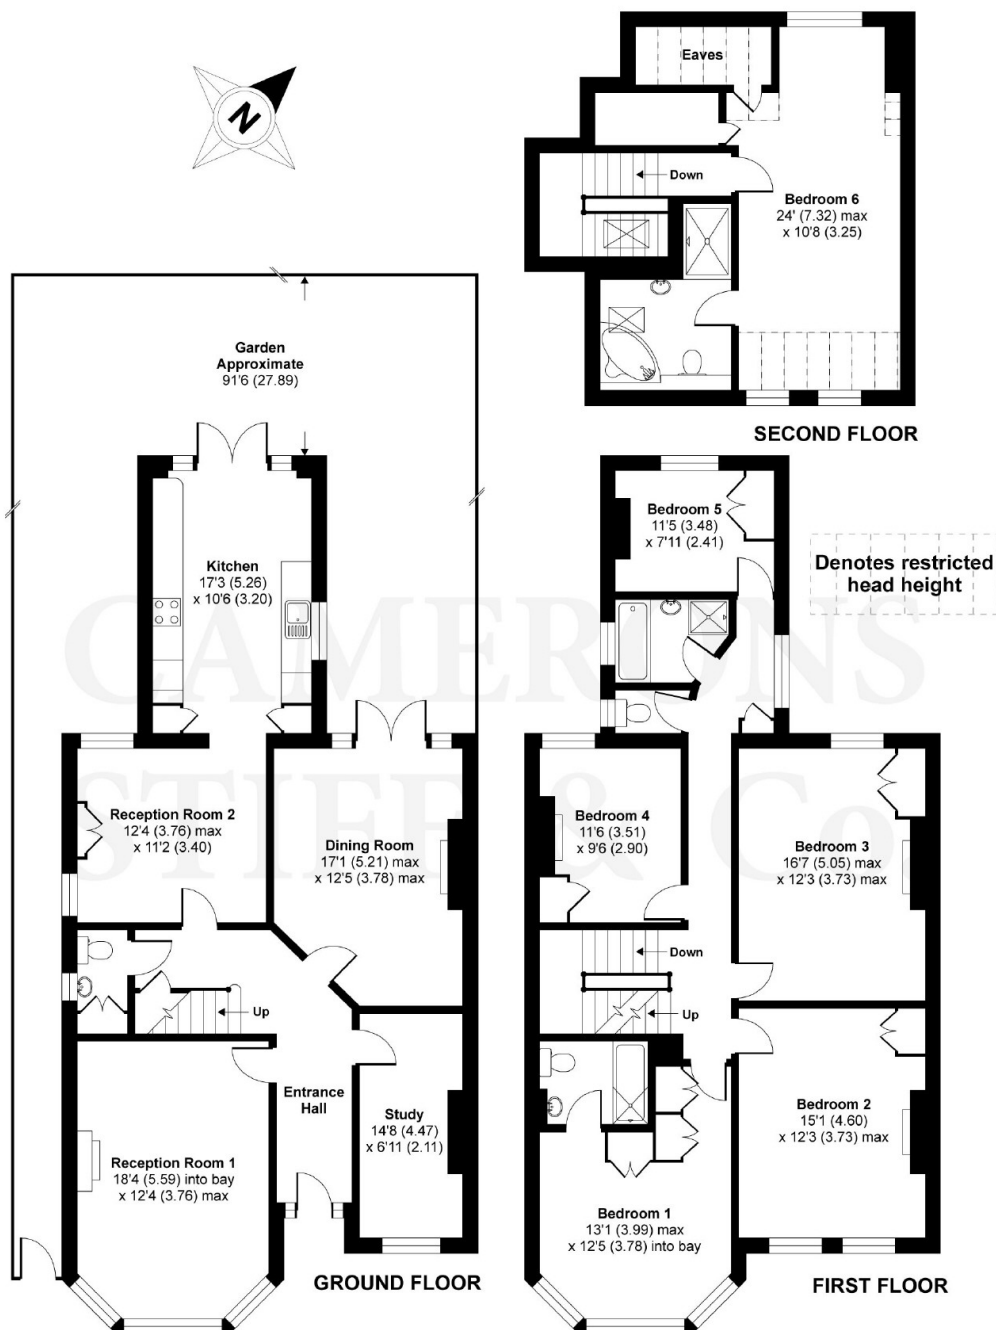 N
Garden
Approximate
91'6 (27.89)
Kitchen
17'3 (5.26)
x 10'6 (3.20)
Reception Room 2
12'4 (3.76) max
x 11'2 (3.40)
Dining Room
17'1 (5.21) max
x 12'5 (3.78) max
Up
Entrance
Hall
Study
14'8 (4.47)
x 6'11 (2.11)
Reception Room 1
18'4 (5.59) into bay
x 12'4 (3.76) max
GROUND FLOOR
Eaves
Down
Bedroom 6
24' (7.32) max
x 10'8 (3.25)
SECOND FLOOR
Bedroom 5
11'5 (3.48)
x 7'11 (2.41)
Denotes restricted
head height
Bedroom 4
11'6 (3.51)
x 9'6 (2.90)
Bedroom 3
16'7 (5.05) max
x 12'3 (3.73) max
Down
Up
Bedroom 2
15'1 (4.60)
x 12'3 (3.73) max
Bedroom 1
13'1 (3.99) max
x 12'5 (3.78) into bay
FIRST FLOOR
CAMERONS
STIFF & Co.